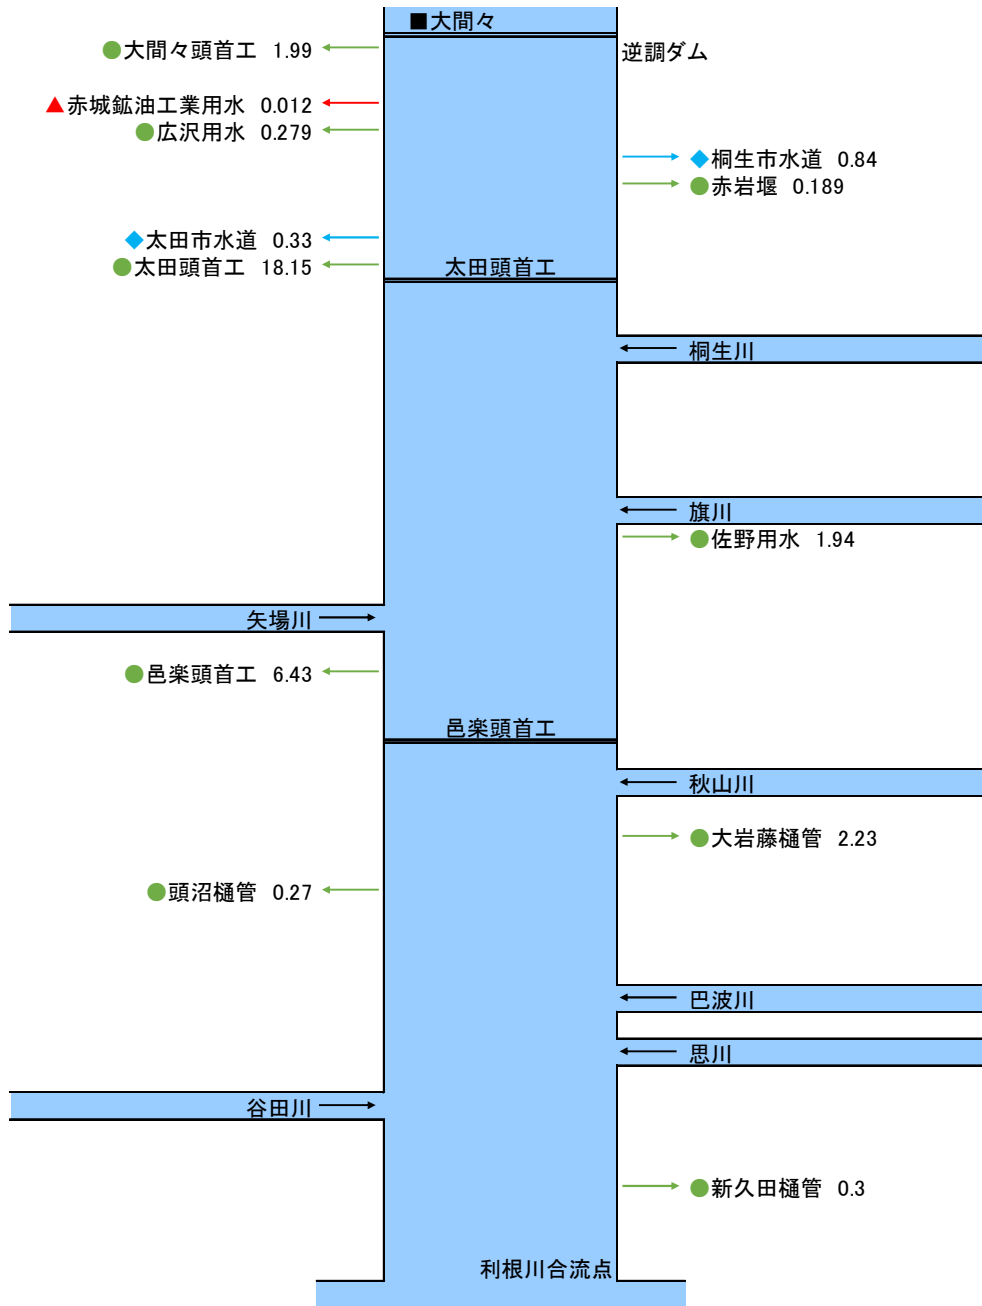 ■大間々
●大間々頭首工 1.99
逆調ダム
▲赤城鉱油工業用水 0.012
●広沢用水 0.279
◆桐生市水道 0.84
●赤岩堰 0.189
◆太田市水道 0.33
●太田頭首工 18.15
太田頭首工
桐生川
旗川
●佐野用水 1.94
矢場川
●邑楽頭首工 6.43
邑楽頭首工
秋山川
●大岩藤樋管 2.23
●頭沼樋管 0.27
巴波川
思川
谷田川
●新久田樋管 0.3
利根川合流点